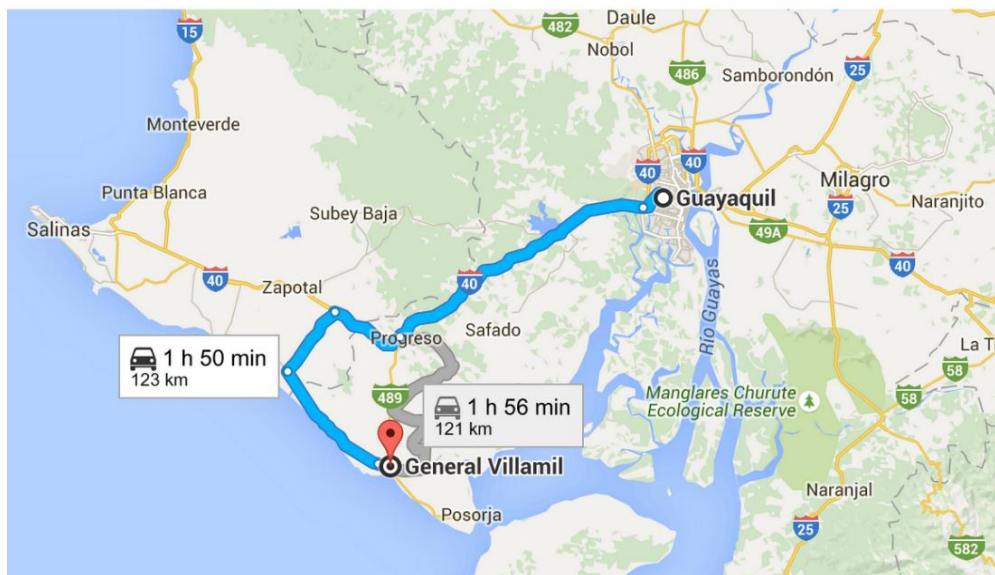 15
482
Daule
Nobol
486
25
Samborondón
Monteverde
40
40
Milagro
Punta Blanca
Guayaquil
25
Naranjito
Subey Baja
Salinas
49A
40
40
40
Río Guayas
Zapotal
Safado
Progreso
La T
58
1 h 50 min
123 km
489
Manglares Churute
Ecological Reserve
58
1 h 56 min
121 km
General Villamil
Naranjal
Posorja
25
582